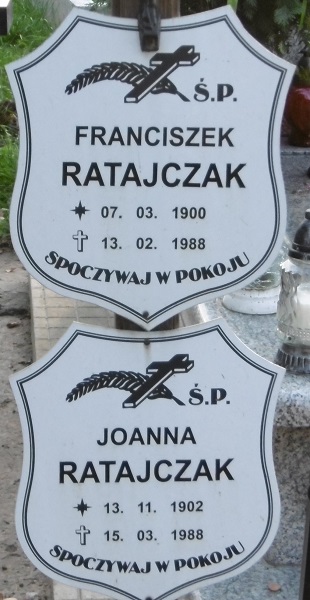 Ś.P.
FRANCISZEK
RATAJCZAK
07. 03. 1900
13. 02. 1988
SPOCZYWAJ W POKOJU
Ś.P.
JOANNA
RATAJCZAK
13. 11. 1902
15. 03. 1988
SPOCZYWAJ W POKOJU